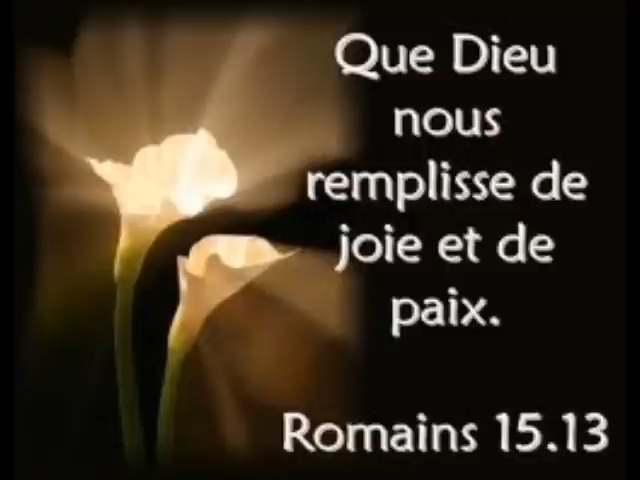 Que Dieu
nous
remplisse de
joie et de
paix.
Romains 15.13